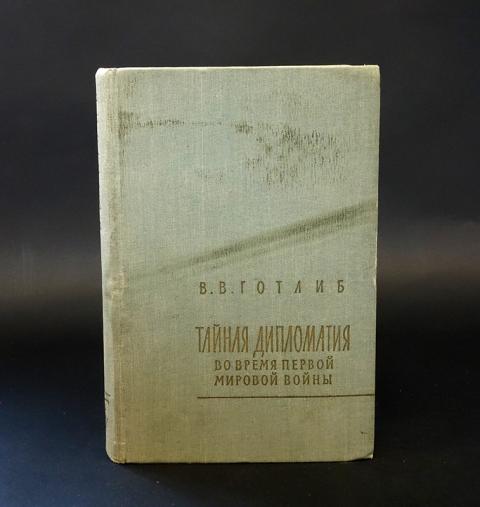 В. В. ГОТЛИБ
ТАЙНАЯ ДИПЛОМАТИЯ
ВО ВРЕМЯ ПЕРВОЙ
МИРОВОЙ ВОЙНЫ